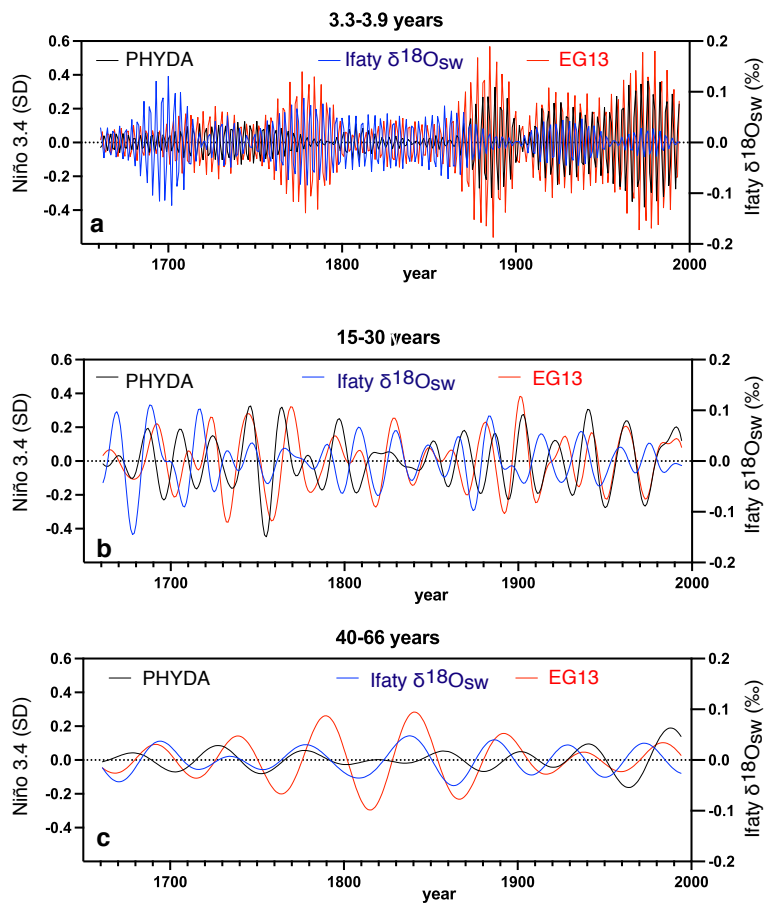 3.3-3.9 years
PHYDA Ifaty δ18Osw EG13
0.6 0.4 0.2 0.0 -0.2 -0.4
Niño 3.4 (SD)
0.2 0.1 0.0 -0.1 -0.2
Ifaty δ18Osw (‰)
a
1700 1800 1900 2000
year
15-30 years
PHYDA Ifaty δ18Osw EG13
0.6 0.4 0.2 0.0 -0.2 -0.4
Niño 3.4 (SD)
0.2 0.1 0.0 -0.1 -0.2
Ifaty δ18Osw (‰)
b
1700 1800 1900 2000
year
40-66 years
PHYDA Ifaty δ18Osw EG13
0.6 0.4 0.2 0.0 -0.2 -0.4
Niño 3.4 (SD)
0.2 0.1 0.0 -0.1 -0.2
Ifaty δ18Osw (‰)
c
1700 1800 1900 2000
year